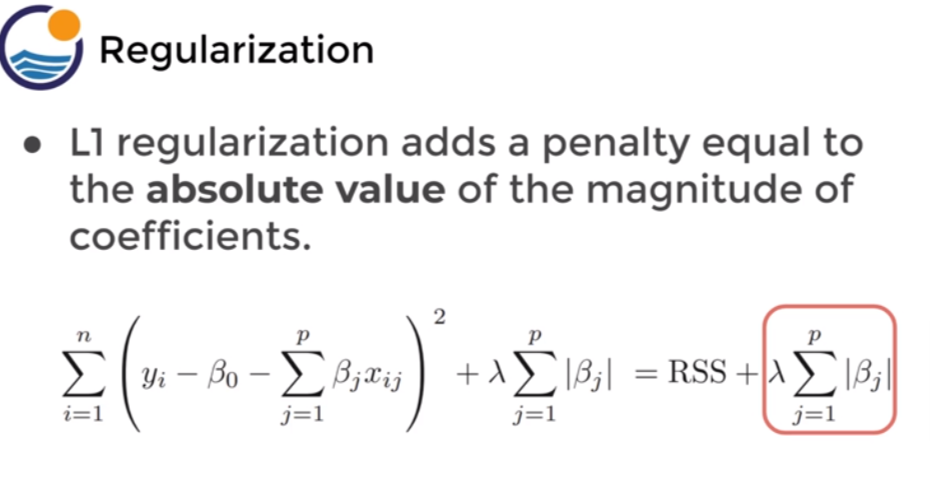 Regularization
● L1 regularization adds a penalty equal to
the absolute value of the magnitude of
coefficients.
$$\sum_{i=1}^{n} \left( y_i - \beta_0 - \sum_{j=1}^{p} \beta_j x_{ij} \right)^2 + \lambda \sum_{j=1}^{p} |\beta_j| = \text{RSS} + \lambda \sum_{j=1}^{p} |\beta_j|$$